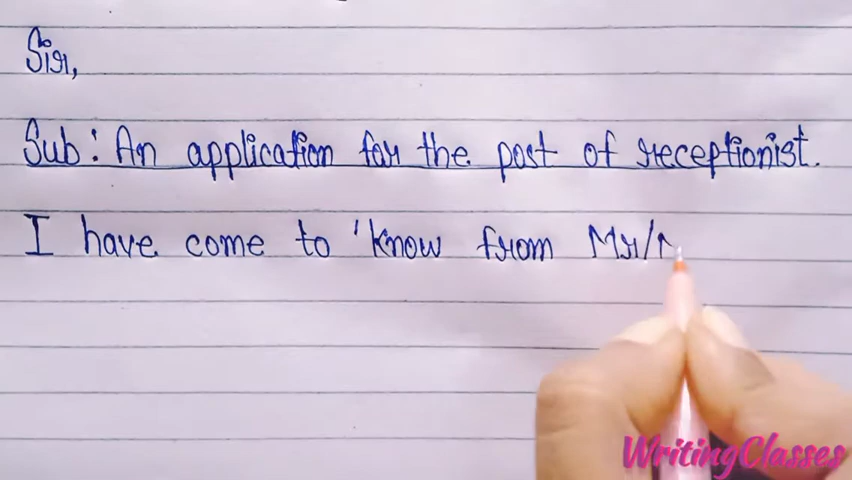 Sir,
Sub: An application for the post of receptionist.
I have come to 'know from Mr/
WritingClasses